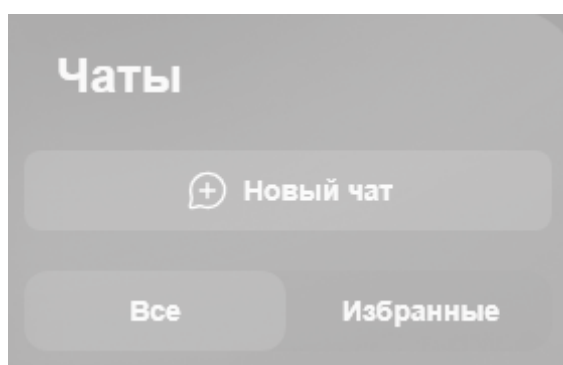 Чаты
Новый чат
Все Избранные